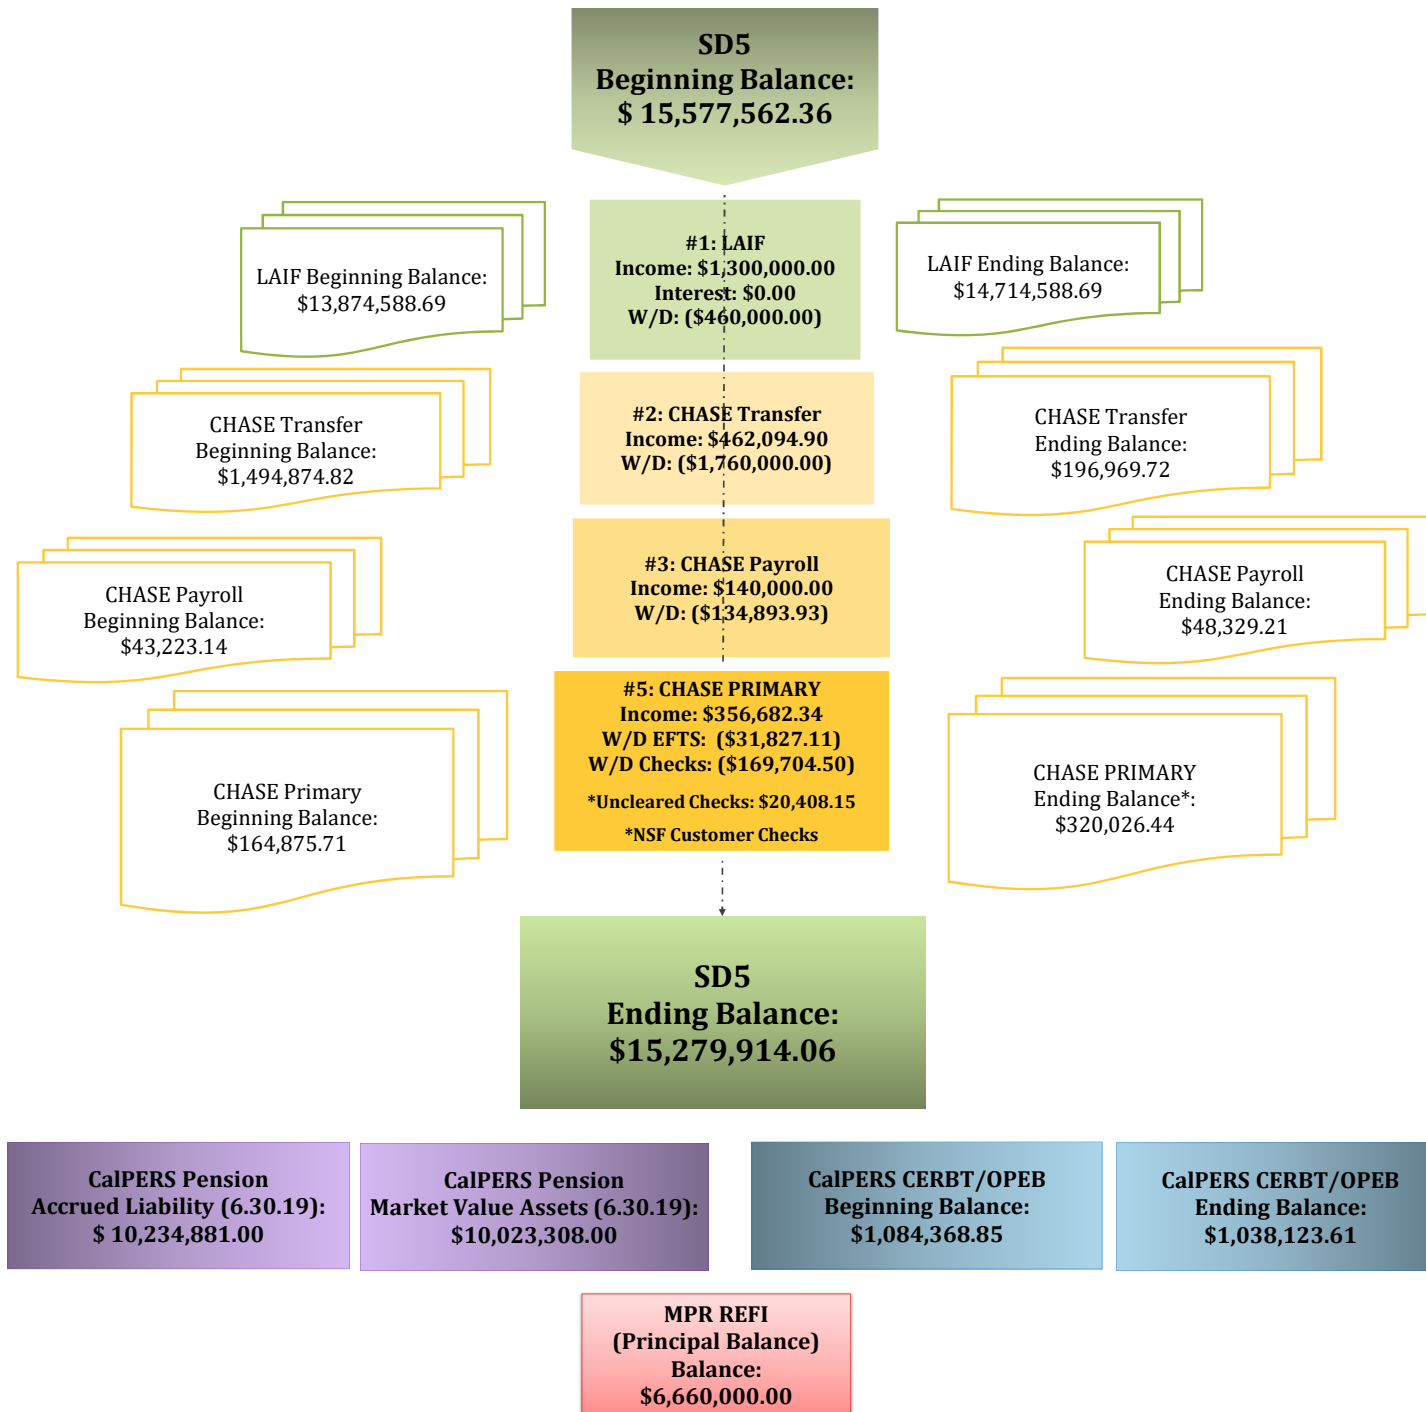 SD5
Beginning Balance:
$ 15,577,562.36
LAIF Beginning Balance:
$13,874,588.69
#1: LAIF
Income: $1,300,000.00
Interest: $0.00
W/D: ($460,000.00)
LAIF Ending Balance:
$14,714,588.69
CHASE Transfer
Beginning Balance:
$1,494,874.82
#2: CHASE Transfer
Income: $462,094.90
W/D: ($1,760,000.00)
CHASE Transfer
Ending Balance:
$196,969.72
CHASE Payroll
Beginning Balance:
$43,223.14
#3: CHASE Payroll
Income: $140,000.00
W/D: ($134,893.93)
CHASE Payroll
Ending Balance:
$48,329.21
CHASE Primary
Beginning Balance:
$164,875.71
#5: CHASE PRIMARY
Income: $356,682.34
W/D EFTS: ($31,827.11)
W/D Checks: ($169,704.50)
*Uncleared Checks: $20,408.15
*NSF Customer Checks
CHASE PRIMARY
Ending Balance*:
$320,026.44
SD5
Ending Balance:
$15,279,914.06
CalPERS Pension
Accrued Liability (6.30.19):
$ 10,234,881.00
CalPERS Pension
Market Value Assets (6.30.19):
$10,023,308.00
CalPERS CERBT/OPEB
Beginning Balance:
$1,084,368.85
CalPERS CERBT/OPEB
Ending Balance:
$1,038,123.61
MPR REFI
(Principal Balance)
Balance:
$6,660,000.00